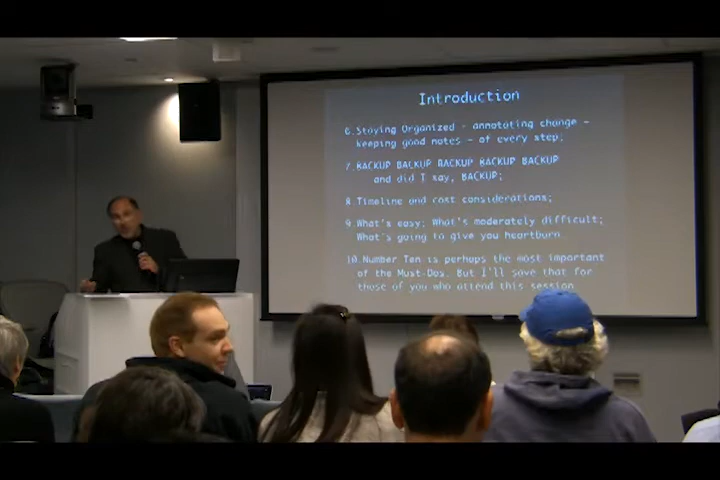 Introduction
6. Staying Organized - annotating change -
keeping good notes - of every step;
7. BACKUP BACKUP BACKUP BACKUP BACKUP
and did I say, BACKUP;
8. Timeline and cost considerations;
9. What's easy; What's moderately difficult;
What's going to give you heartburn.
10. Number Ten is perhaps the most important
of the Must-Dos. But I'll save that for
those of you who attend this session